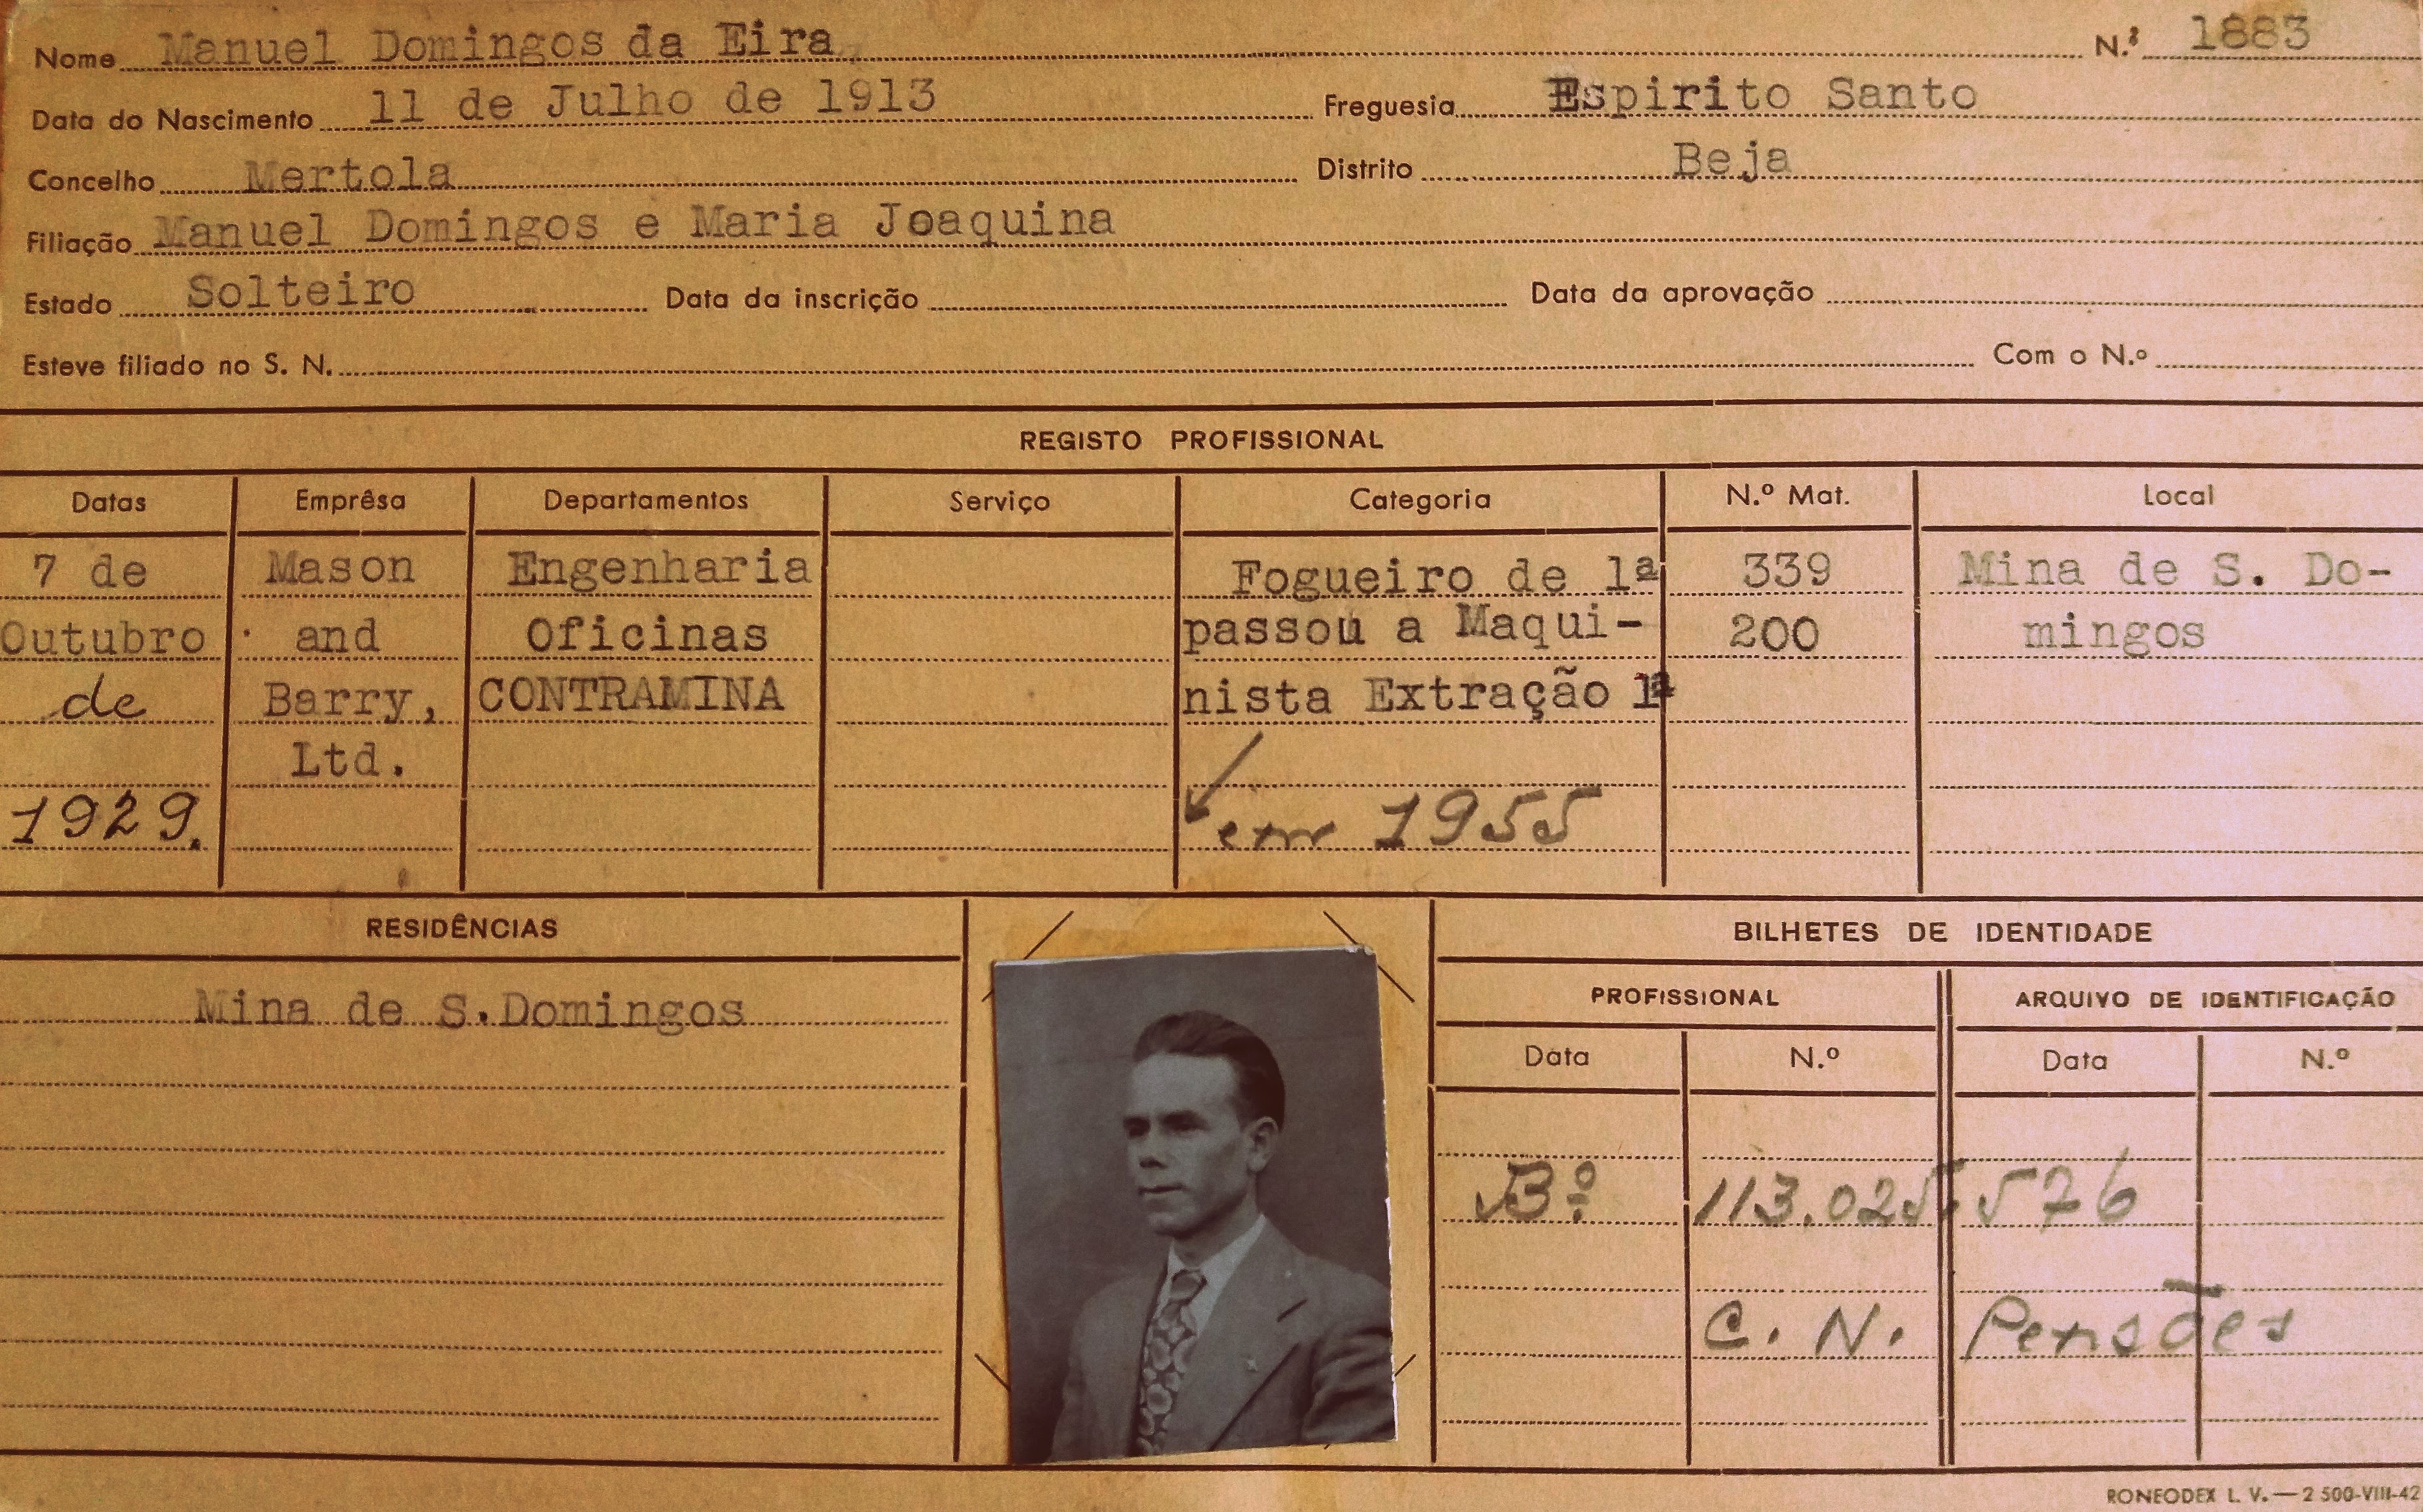 Nome Manuel Domingos da Eira N.º 1883
Data do Nascimento 11 de Julho de 1913 Freguesia Espirito Santo
Concelho Mertola Distrito Beja
Filiação Manuel Domingos e Maria Joaquina
Estado Solteiro Data da inscrição Data da aprovação
Esteve filiado no S. N. Com o N.º
REGISTO PROFISSIONAL
Datas Emprêsa Departamentos Serviço Categoria N.º Mat. Local
7 de Mason Engenharia Fogueiro de 1ª 339 Mina de S. Do-
Outubro and Oficinas passou a Maqui- 200 mingos
de Barry, CONTRAMINA nista Extração 1ª
Ltd.
1929. em 1955
RESIDÊNCIAS BILHETES DE IDENTIDADE
Mina de S.Domingos PROFISSIONAL ARQUIVO DE IDENTIFICAÇÃO
Data N.º Data N.º
Bº 113.025.576
C. N. Pensões
RONEODEX L. V.—2 500-VIII-42